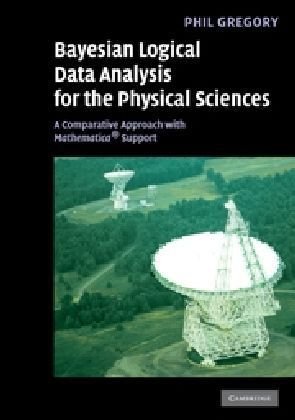 PHIL GREGORY
Bayesian Logical
Data Analysis
for the Physical Sciences
A Comparative Approach with
Mathematica® Support
CAMBRIDGE